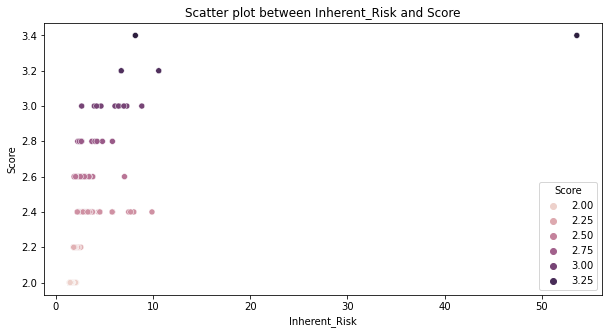 Scatter plot between Inherent_Risk and Score
3.4
3.2
3.0
2.8
2.6
2.4
2.2
2.0
Score
0 10 20 30 40 50
Inherent_Risk
Score
2.00
2.25
2.50
2.75
3.00
3.25